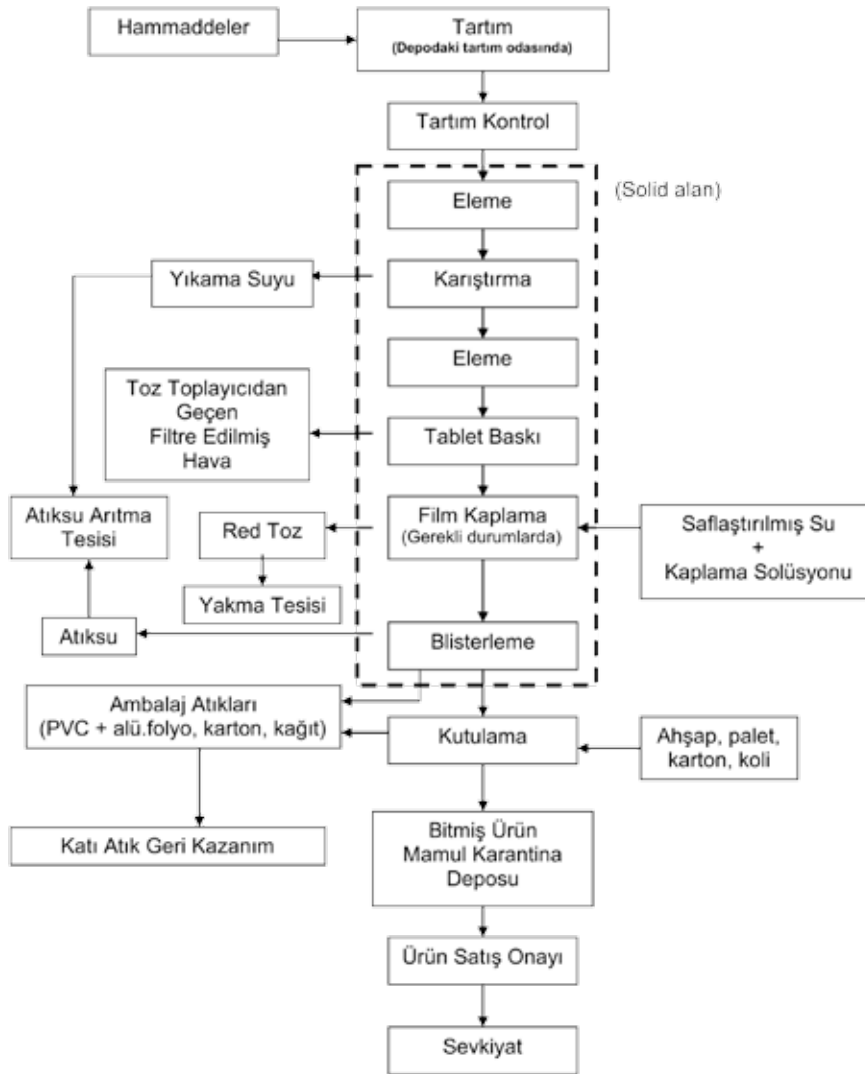 Hammaddeler
Tartım
(Depodaki tartım odasında)
Tartım Kontrol
(Solid alan)
Eleme
Yıkama Suyu
Karıştırma
Eleme
Toz Toplayıcıdan
Geçen
Filtre Edilmiş
Hava
Tablet Baskı
Atıksu Arıtma
Tesisi
Red Toz
Film Kaplama
(Gerekli durumlarda)
Saflaştırılmış Su
+
Kaplama Solüsyonu
Yakma Tesisi
Atıksu
Blisterleme
Ambalaj Atıkları
(PVC + alü.folyo, karton, kağıt)
Kutulama
Ahşap, palet,
karton, koli
Katı Atık Geri Kazanım
Bitmiş Ürün
Mamul Karantina
Deposu
Ürün Satış Onayı
Sevkiyat